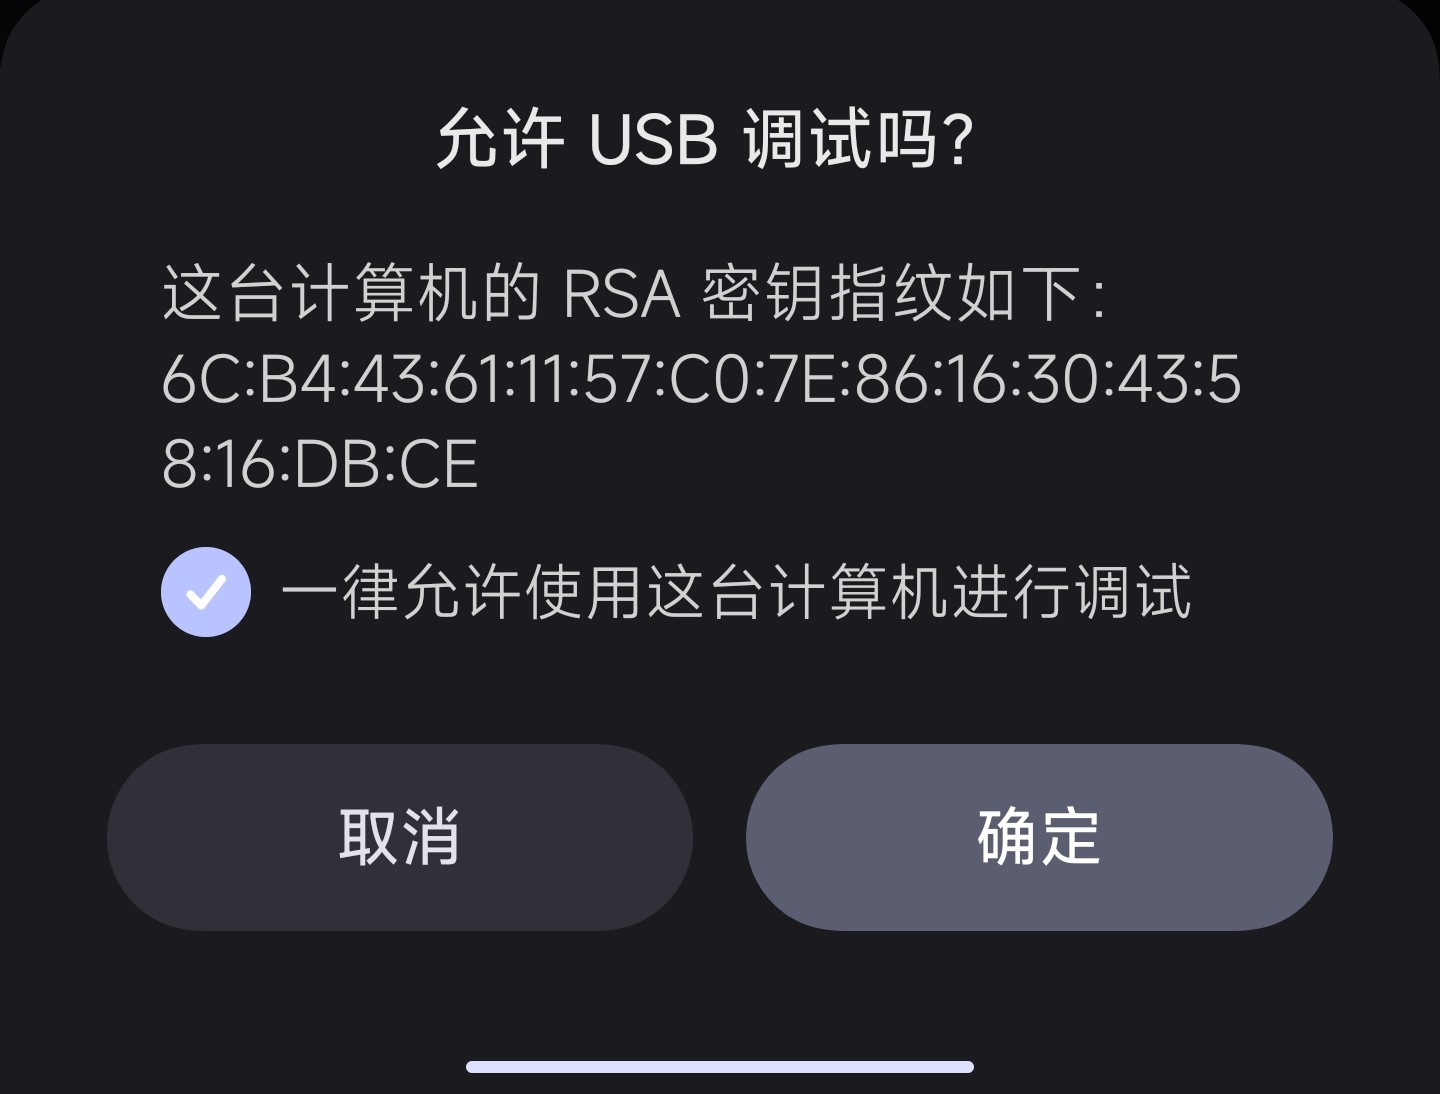 允许 USB 调试吗？
这台计算机的 RSA 密钥指纹如下：
6C:B4:43:61:11:57:C0:7E:86:16:30:43:5
8:16:DB:CE
一律允许使用这台计算机进行调试
取消
确定